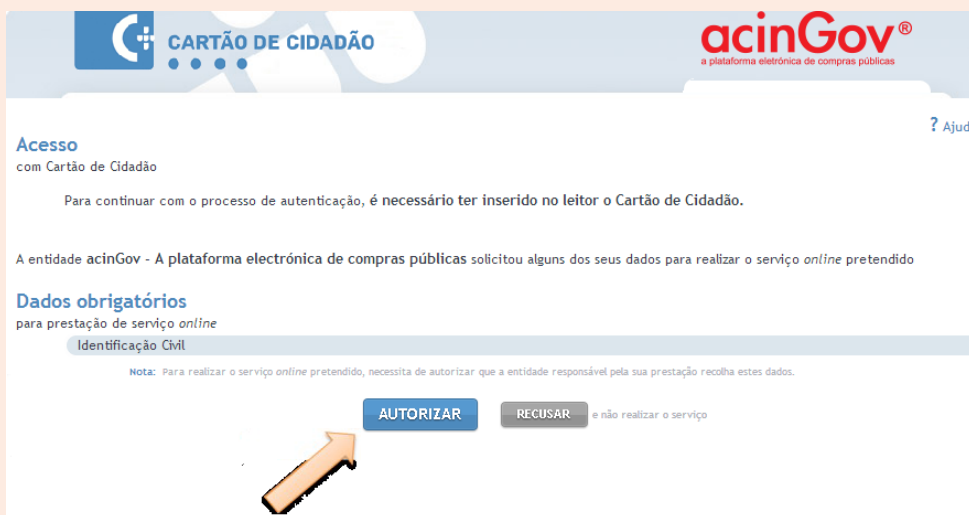 CARTÃO DE CIDADÃO
acinGov®
a plataforma eletrónica de compras públicas
? Ajud
Acesso
com Cartão de Cidadão
Para continuar com o processo de autenticação, é necessário ter inserido no leitor o Cartão de Cidadão.
A entidade acinGov - A plataforma electrónica de compras públicas solicitou alguns dos seus dados para realizar o serviço online pretendido
Dados obrigatórios
para prestação de serviço online
Identificação Civil
Nota: Para realizar o serviço online pretendido, necessita de autorizar que a entidade responsável pela sua prestação recolha estes dados.
AUTORIZAR RECUSAR e não realizar o serviço